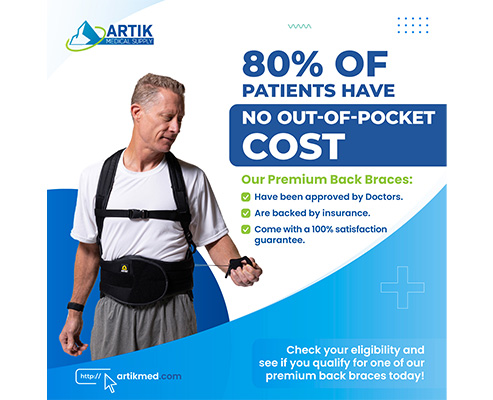 ARTIK
MEDICAL SUPPLY
80% OF
PATIENTS HAVE
NO OUT-OF-POCKET
COST
Our Premium Back Braces:
Have been approved by Doctors.
Are backed by insurance.
Come with a 100% satisfaction
guarantee.
Check your eligibility and
see if you qualify for one of our
premium back braces today!
http:// artikmed.com